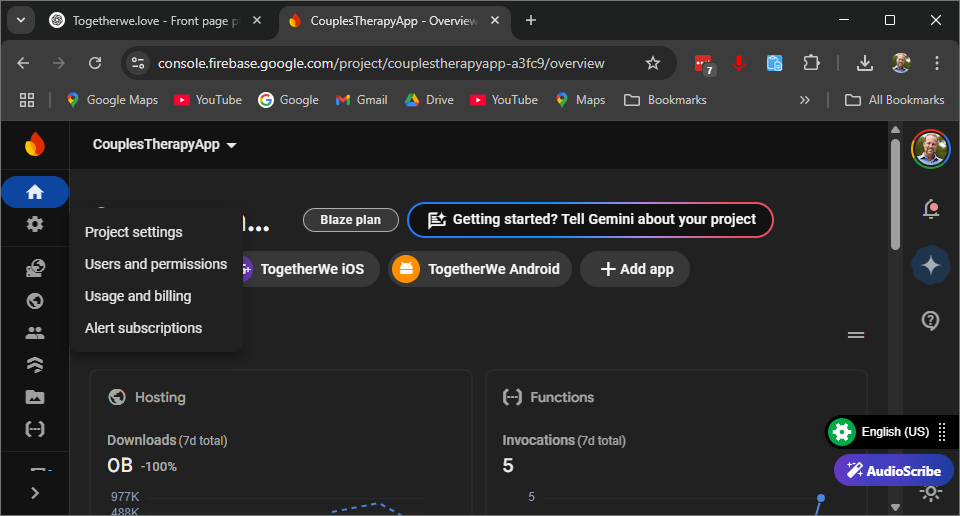 Togetherwe.love - Front page p
CouplesTherapyApp - Overview
console.firebase.google.com/project/couplestherapyapp-a3fc9/overview
7
Google Maps
YouTube
Google
Gmail
Drive
YouTube
Maps
Bookmarks
All Bookmarks
CouplesTherapyApp
Blaze plan
Getting started? Tell Gemini about your project
Project settings
Users and permissions
Usage and billing
Alert subscriptions
TogetherWe iOS
TogetherWe Android
+ Add app
Hosting
Downloads (7d total)
0B -100%
977K
488K
Functions
Invocations (7d total)
5
5
English (US)
AudioScribe